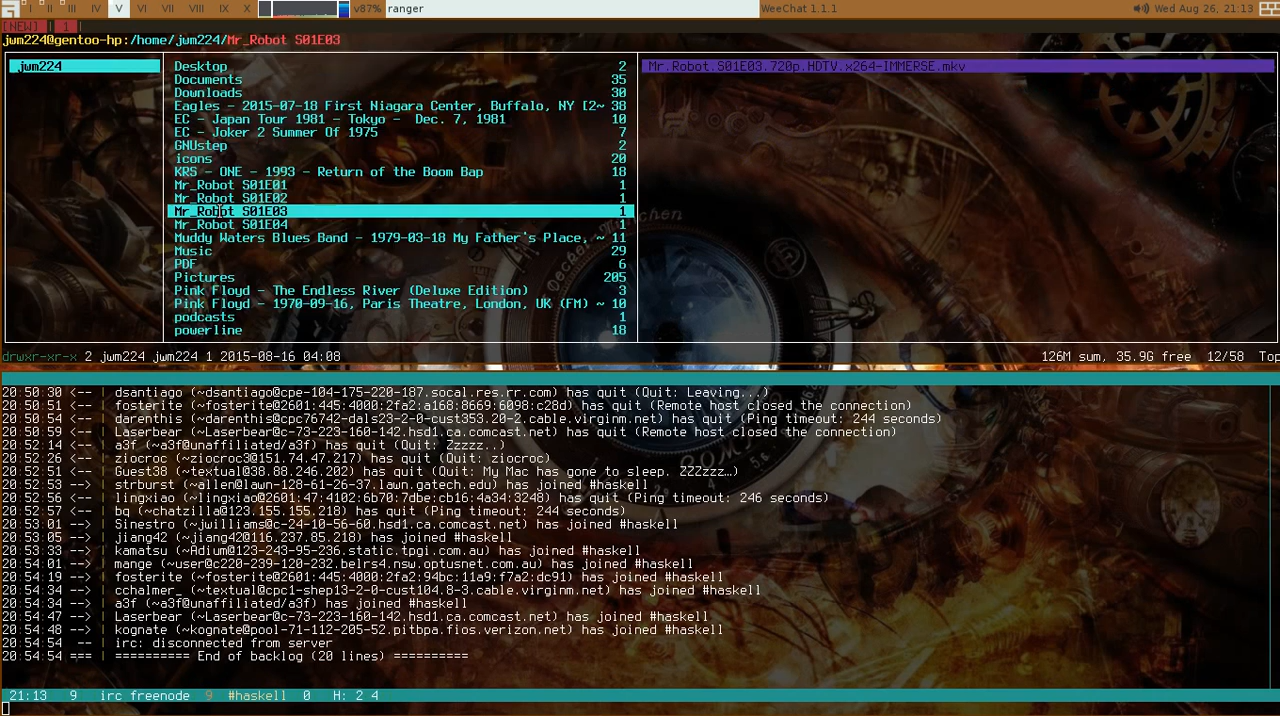 I II III IV V VI VII VIII IX X v87% ranger WeeChat 1.1.1 Wed Aug 26, 21:13
[NEW] | 1 |
jwm224@gentoo-hp:/home/jwm224/Mr_Robot S01E03
jwm224
Desktop 2
Documents 35
Downloads 30
Eagles - 2015-07-18 First Niagara Center, Buffalo, NY [2~ 38
EC - Japan Tour 1981 - Tokyo - Dec. 7, 1981 10
EC - Joker 2 Summer Of 1975 7
GNUstep 2
icons 20
KRS - ONE - 1993 - Return of the Boom Bap 18
Mr_Robot S01E01 1
Mr_Robot S01E02 1
Mr_Robot S01E03 1
Mr_Robot S01E04 1
Muddy Waters Blues Band - 1979-03-18 My Father's Place, ~ 11
Music 29
PDF 6
Pictures 205
Pink Floyd - The Endless River (Deluxe Edition) 3
Pink Floyd - 1970-09-16, Paris Theatre, London, UK (FM) ~ 10
podcasts 1
powerline 18
Mr.Robot.S01E03.720p.HDTV.x264-IMMERSE.mkv
drwxr-xr-x 2 jwm224 jwm224 1 2015-08-16 04:08 126M sum, 35.9G free 12/58 Top
20:50:30 <-- | dsantiago (~dsantiago@cpe-104-175-220-187.socal.res.rr.com) has quit (Quit: Leaving...)
20:50:51 <-- | fosterite (~fosterite@2601:445:4000:2fa2:a168:8669:6098:c28d) has quit (Remote host closed the connection)
20:50:54 <-- | darenthis (~darenthis@cpc76742-dals23-2-0-cust353.20-2.cable.virginm.net) has quit (Ping timeout: 244 seconds)
20:50:59 <-- | Laserbear (~Laserbear@c-73-223-160-142.hsd1.ca.comcast.net) has quit (Remote host closed the connection)
20:52:14 <-- | a3f (~a3f@unaffiliated/a3f) has quit (Quit: Zzzzz..)
20:52:26 <-- | ziocroc (~ziocroc3@151.74.47.217) has quit (Quit: ziocroc)
20:52:51 <-- | Guest38 (~textual@38.88.246.202) has quit (Quit: My Mac has gone to sleep. ZZZzzz…)
20:52:53 --> | strburst (~allen@lawn-128-61-26-37.lawn.gatech.edu) has joined #haskell
20:52:56 <-- | lingxiao (~lingxiao@2601:47:4102:6b70:7dbe:cb16:4a34:3248) has quit (Ping timeout: 246 seconds)
20:52:57 <-- | bq (~chatzilla@123.155.155.218) has quit (Ping timeout: 244 seconds)
20:53:01 --> | Sinestro (~jwilliams@c-24-10-56-60.hsd1.ca.comcast.net) has joined #haskell
20:53:05 --> | jiang42 (~jiang42@116.237.85.218) has joined #haskell
20:53:33 --> | kamatsu (~Adium@123-243-95-236.static.tpgi.com.au) has joined #haskell
20:54:01 --> | mange (~user@c220-239-120-232.belrs4.nsw.optusnet.com.au) has joined #haskell
20:54:19 --> | fosterite (~fosterite@2601:445:4000:2fa2:94bc:11a9:f7a2:dc91) has joined #haskell
20:54:34 --> | cchalmer_ (~textual@cpc1-shep13-2-0-cust104.8-3.cable.virginm.net) has joined #haskell
20:54:34 --> | a3f (~a3f@unaffiliated/a3f) has joined #haskell
20:54:47 --> | Laserbear (~Laserbear@c-73-223-160-142.hsd1.ca.comcast.net) has joined #haskell
20:54:48 --> | kognate (~kognate@pool-71-112-205-52.pitbpa.fios.verizon.net) has joined #haskell
20:54:54 -- | irc: disconnected from server
20:54:54 === | ========== End of backlog (20 lines) ==========
21:13 9 irc freenode 9 #haskell 0 H: 2 4